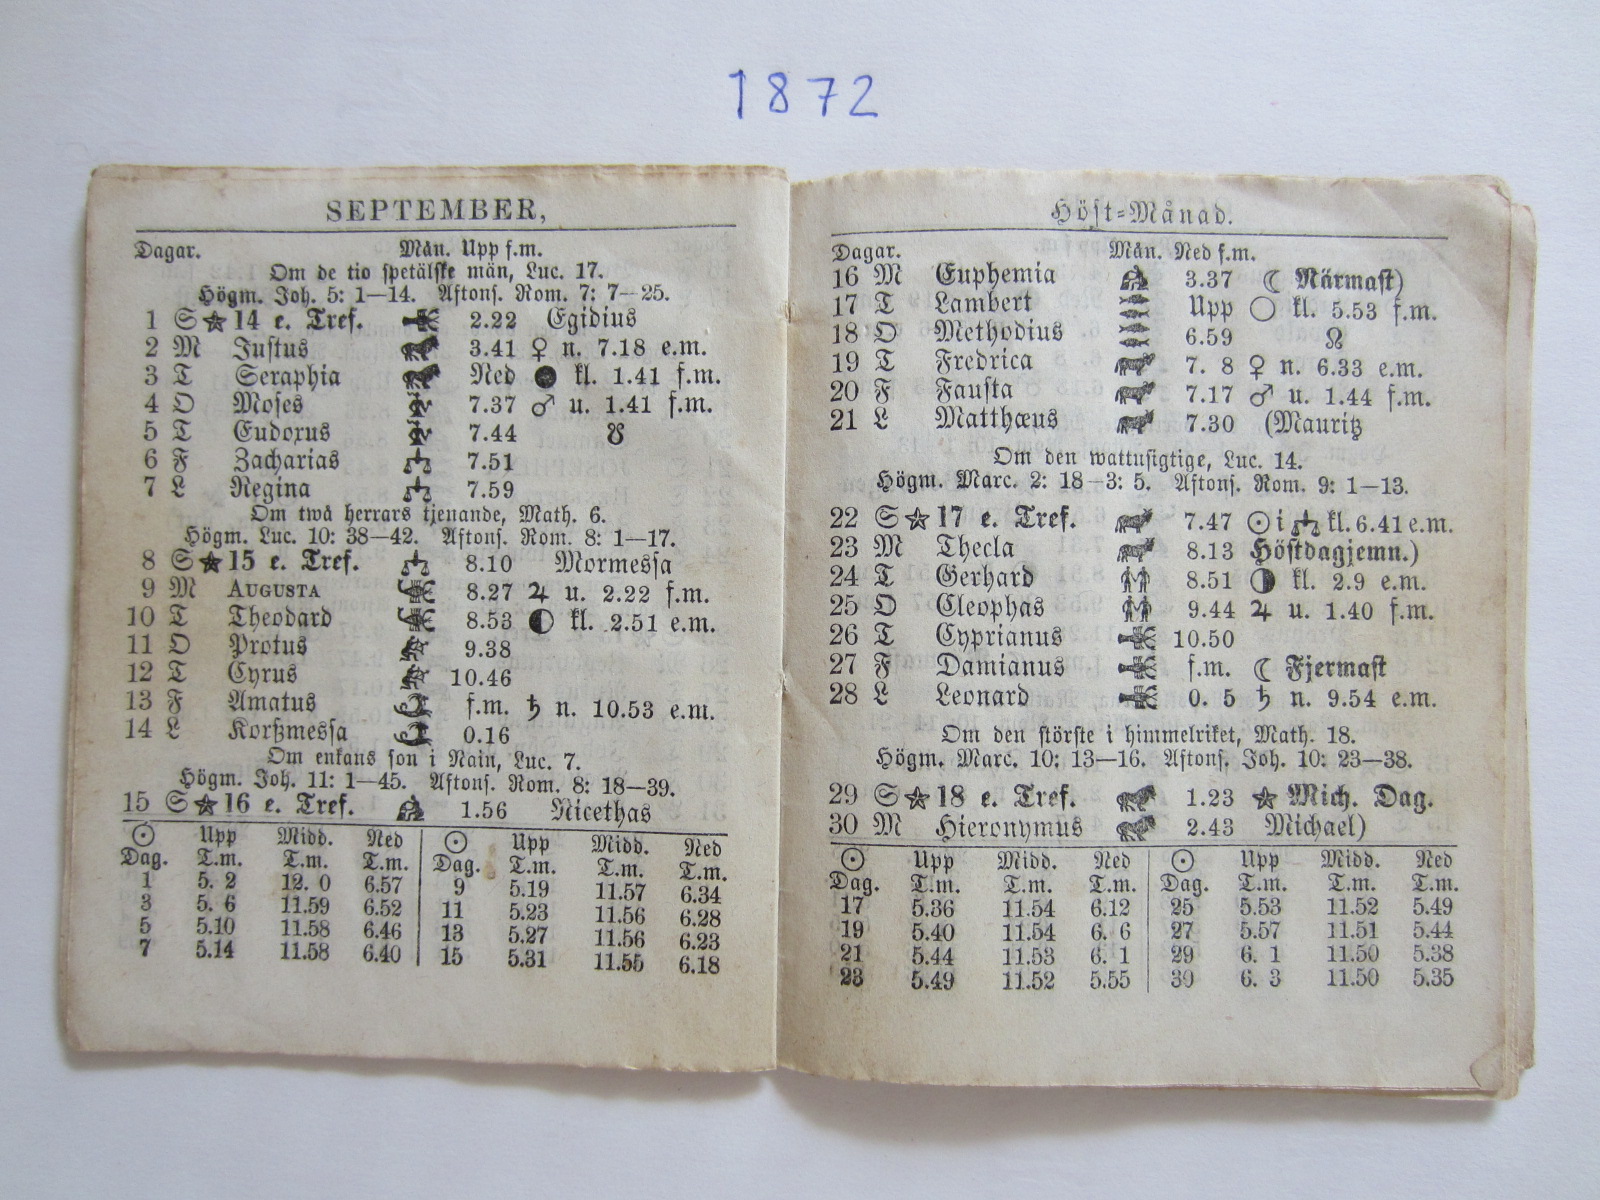 1872
SEPTEMBER,
Dagar. Mån. Upp f.m.
Om de tio spetälske män, Luc. 17.
Högm. Joh. 5: 1—14. Aftons. Rom. 7: 7—25.
1 S ★ 14 e. Tref. 2.22 Egidius
2 M Justus 3.41 ♀ n. 7.18 e.m.
3 T Seraphia Ned ● kl. 1.41 f.m.
4 O Moses 7.37 ♂ u. 1.41 f.m.
5 T Eudoxus 7.44 ☋
6 F Zacharias ♎ 7.51
7 L Regina ♎ 7.59
Om twå herrars tjenande, Math. 6.
Högm. Luc. 10: 38—42. Aftons. Rom. 8: 1—17.
8 S ★ 15 e. Tref. ♎ 8.10 Mormessa
9 M AUGUSTA 8.27 ♃ u. 2.22 f.m.
10 T Theodard 8.53 ◐ kl. 2.51 e.m.
11 O Protus 9.38
12 T Cyrus 10.46
13 F Amatus f.m. ♄ n. 10.53 e.m.
14 L Korßmessa 0.16
Om enkans son i Nain, Luc. 7.
Högm. Joh. 11: 1—45. Aftons. Rom. 8: 18—39.
15 S ★ 16 e. Tref. 1.56 Nicethas
☉ Upp Midd. Ned ☉ Upp Midd. Ned
Dag. T.m. T.m. T.m. Dag. T.m. T.m. T.m.
1 5. 2 12. 0 6.57 9 5.19 11.57 6.34
3 5. 6 11.59 6.52 11 5.23 11.56 6.28
5 5.10 11.58 6.46 13 5.27 11.56 6.23
7 5.14 11.58 6.40 15 5.31 11.55 6.18
Höst=Månad.
Dagar. Mån. Ned f.m.
16 M Euphemia 3.37 ☾ Närmast)
17 T Lambert Upp ○ kl. 5.53 f.m.
18 O Methodius 6.59 ☊
19 T Fredrica 7. 8 ♀ n. 6.33 e.m.
20 F Fausta 7.17 ♂ u. 1.44 f.m.
21 L Matthæus 7.30 (Mauritz
Om den wattusigtige, Luc. 14.
Högm. Marc. 2: 18—3: 5. Aftons. Rom. 9: 1—13.
22 S ★ 17 e. Tref. 7.47 ☉ i ♎ kl. 6.41 e.m.
23 M Thecla 8.13 Höstdagjemn.)
24 T Gerhard 8.51 ◑ kl. 2.9 e.m.
25 O Cleophas 9.44 ♃ u. 1.40 f.m.
26 T Cyprianus 10.50
27 F Damianus f.m. ☾ Fjermast
28 L Leonard 0. 5 ♄ n. 9.54 e.m.
Om den störste i himmelriket, Math. 18.
Högm. Marc. 10: 13—16. Aftons. Joh. 10: 23—38.
29 S ★ 18 e. Tref. 1.23 ★ Mich. Dag.
30 M Hieronymus 2.43 Michael)
☉ Upp Midd. Ned ☉ Upp Midd. Ned
Dag. T.m. T.m. T.m. Dag. T.m. T.m. T.m.
17 5.36 11.54 6.12 25 5.53 11.52 5.49
19 5.40 11.54 6. 6 27 5.57 11.51 5.44
21 5.44 11.53 6. 1 29 6. 1 11.50 5.38
23 5.49 11.52 5.55 30 6. 3 11.50 5.35